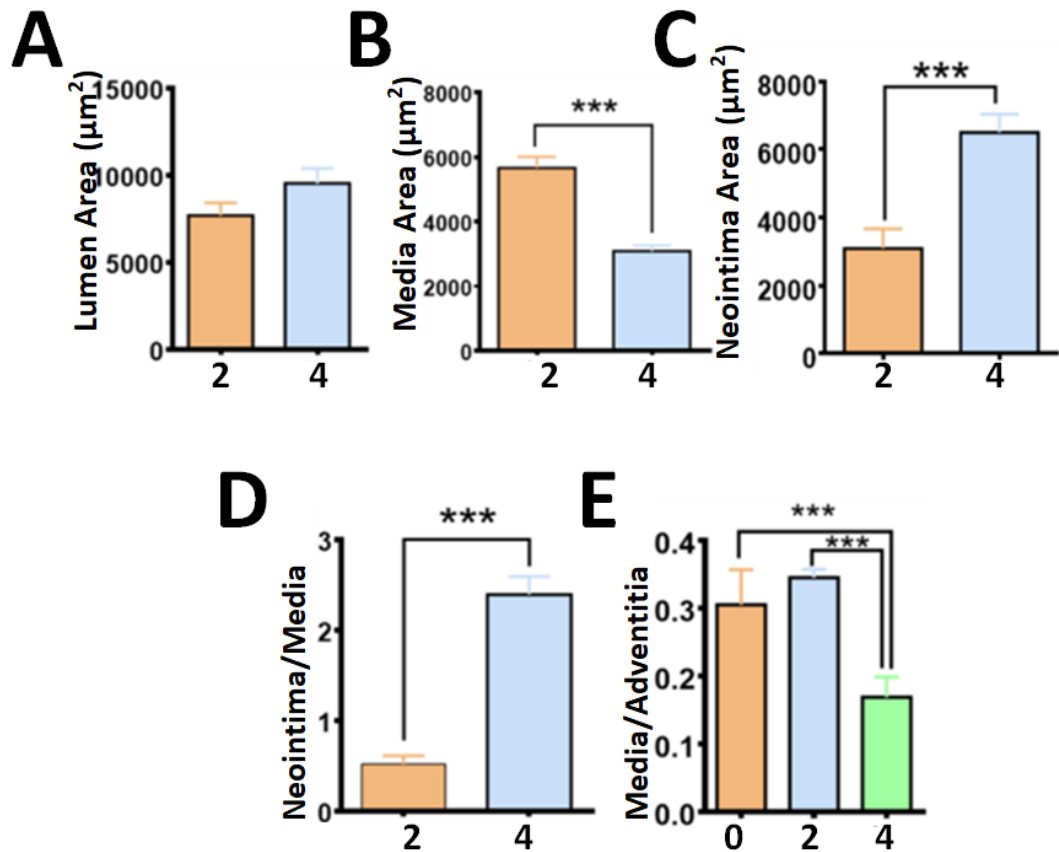 A
Lumen Area (µm²)
15000
10000
5000
0
2 4
B
Media Area (µm²)
8000
6000
4000
2000
0
***
2 4
C
Neointima Area (µm²)
8000
6000
4000
2000
0
***
2 4
D
Neointima/Media
3
2
1
0
***
2 4
E
Media/Adventitia
0.4
0.3
0.2
0.1
0.0
***
***
0 2 4